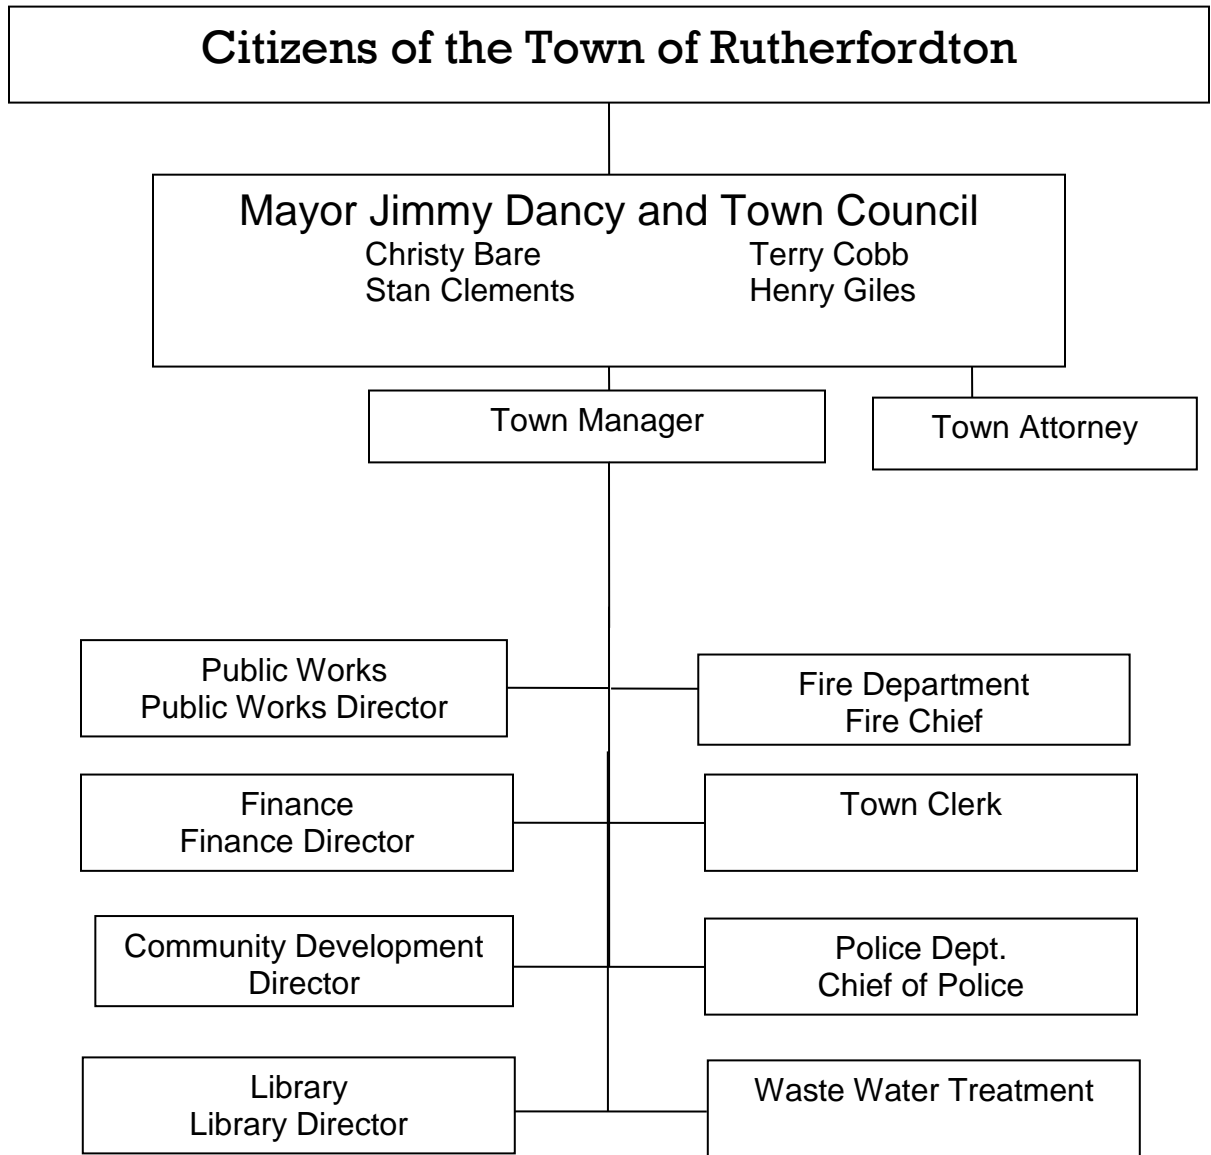 Citizens of the Town of Rutherfordton
Mayor Jimmy Dancy and Town Council
Christy Bare Terry Cobb
Stan Clements Henry Giles
Town Manager
Town Attorney
Public Works
Public Works Director
Fire Department
Fire Chief
Finance
Finance Director
Town Clerk
Community Development
Director
Police Dept.
Chief of Police
Library
Library Director
Waste Water Treatment